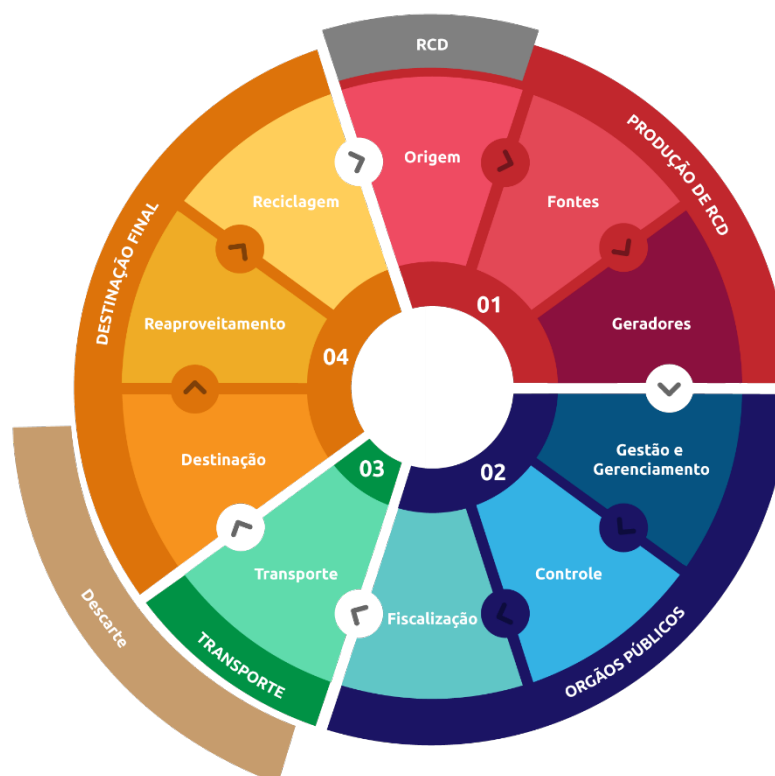 RCD
PRODUÇÃO DE RCD
Origem
Fontes
Geradores
01
Gestão e
Gerenciamento
Controle
Fiscalização
02
ORGÃOS PÚBLICOS
03
Transporte
TRANSPORTE
Descarte
04
Destinação
Reaproveitamento
Reciclagem
DESTINAÇÃO FINAL